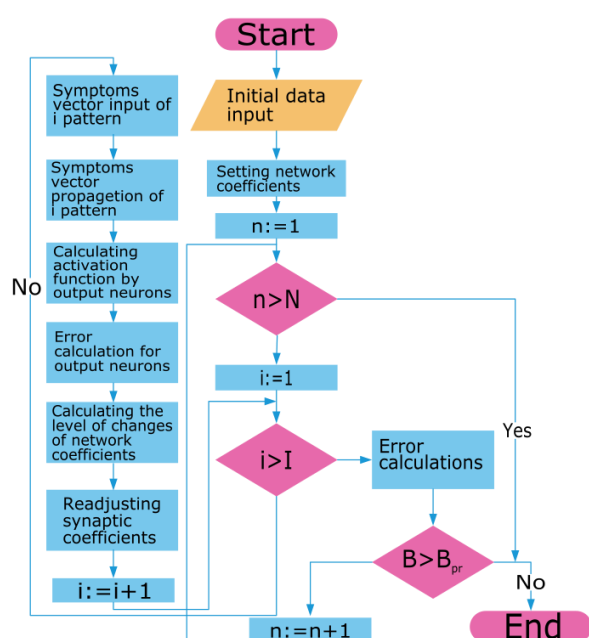 Start
Initial data
input
Setting network
coefficients
n:=1
n>N
i:=1
i>I
Error
calculations
B>Bpr
n:=n+1
End
Yes
No
Symptoms
vector input of
i pattern
Symptoms
vector
propagetion of
i pattern
Calculating
activation
function by
output neurons
Error
calculation for
output neurons
Calculating the
level of changes
of network
coefficients
Readjusting
synaptic
coefficients
i:=i+1
No